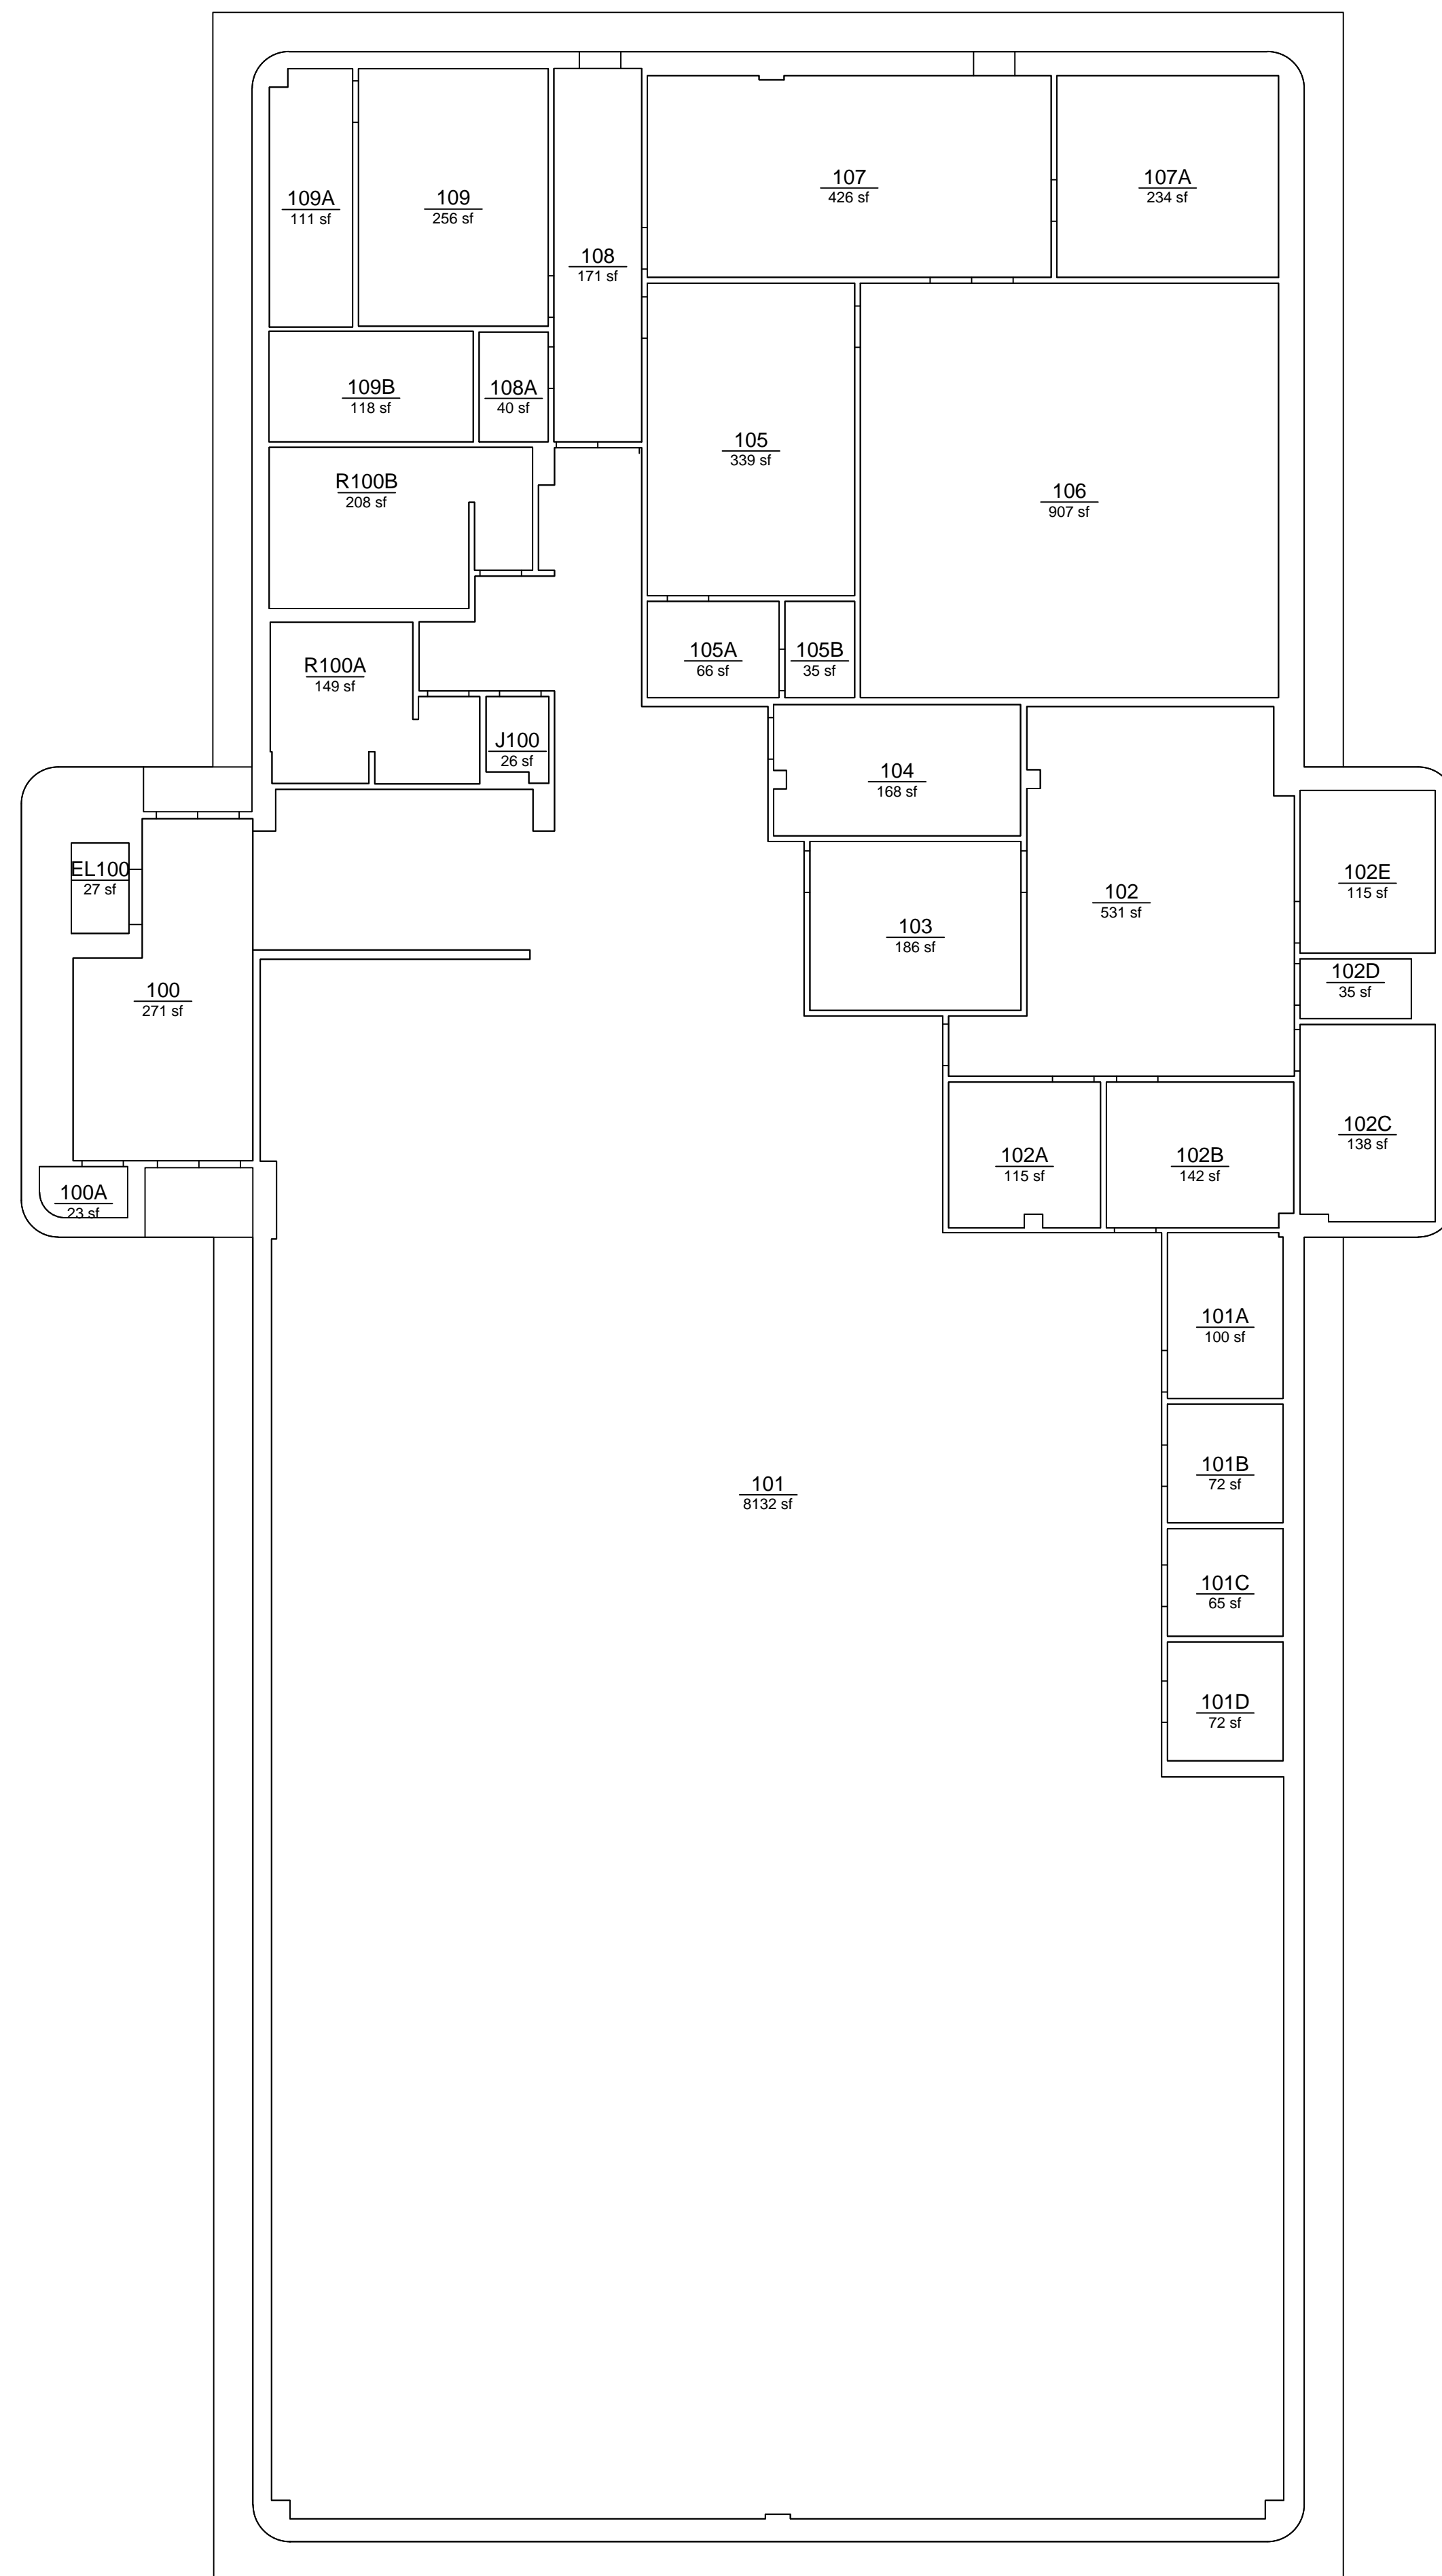 107
426 sf
107A
234 sf
109A
111 sf
109
256 sf
108
171 sf
109B
118 sf
108A
40 sf
105
339 sf
R100B
208 sf
106
907 sf
105A
66 sf
105B
35 sf
R100A
149 sf
J100
26 sf
104
168 sf
EL100
27 sf
102E
115 sf
102
531 sf
103
186 sf
102D
35 sf
100
271 sf
102C
138 sf
102A
115 sf
102B
142 sf
100A
23 sf
101A
100 sf
101B
72 sf
101
8132 sf
101C
65 sf
101D
72 sf